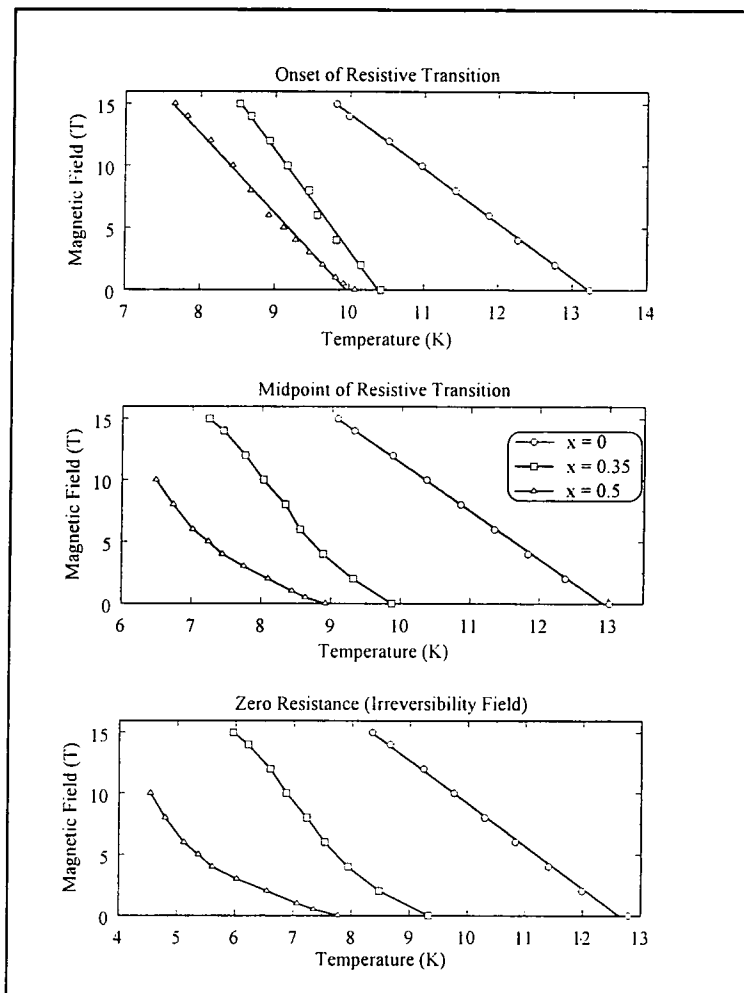 Onset of Resistive Transition
Magnetic Field (T)
15
10
5
0
7 8 9 10 11 12 13 14
Temperature (K)
Midpoint of Resistive Transition
Magnetic Field (T)
15
10
5
0
x = 0
x = 0.35
x = 0.5
6 7 8 9 10 11 12 13
Temperature (K)
Zero Resistance (Irreversibility Field)
Magnetic Field (T)
15
10
5
0
4 5 6 7 8 9 10 11 12 13
Temperature (K)